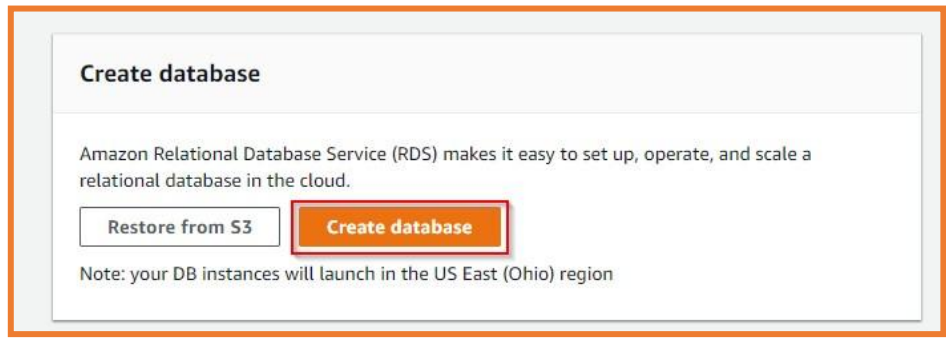 Create database
Amazon Relational Database Service (RDS) makes it easy to set up, operate, and scale a
relational database in the cloud.
Restore from S3
Create database
Note: your DB instances will launch in the US East (Ohio) region